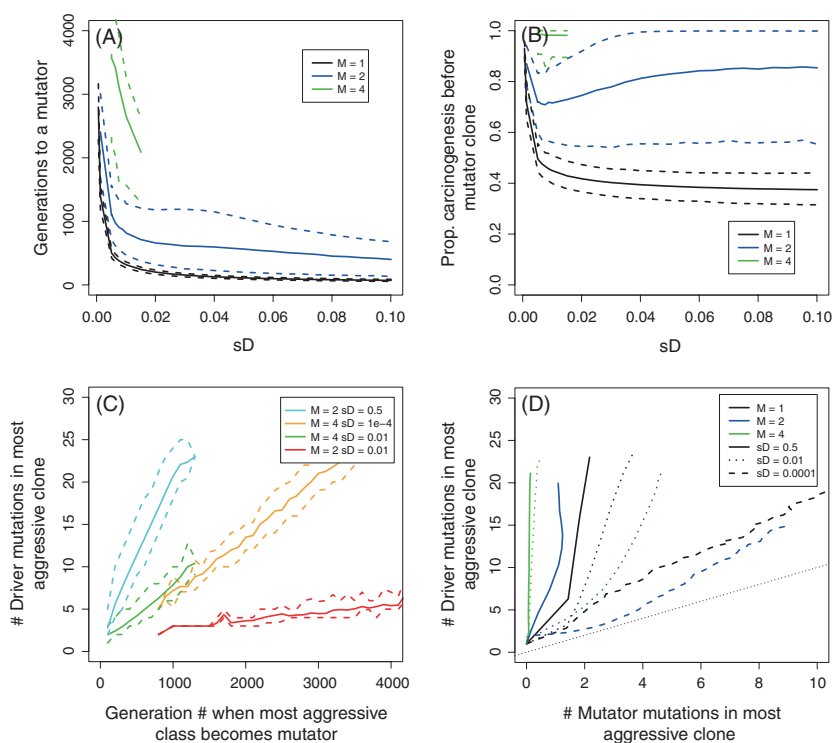 (A)
Generations to a mutator
4000
3000
2000
1000
0
M = 1
M = 2
M = 4
0.00 0.02 0.04 0.06 0.08 0.10
sD
(B)
Prop. carcinogenesis before
mutator clone
1.0
0.8
0.6
0.4
0.2
0.0
M = 1
M = 2
M = 4
0.00 0.02 0.04 0.06 0.08 0.10
sD
(C)
# Driver mutations in most
aggressive clone
30
25
20
15
10
5
0
M = 2 sD = 0.5
M = 4 sD = 1e−4
M = 4 sD = 0.01
M = 2 sD = 0.01
0 1000 2000 3000 4000
Generation # when most aggressive
class becomes mutator
(D)
# Driver mutations in most
aggressive clone
30
25
20
15
10
5
0
M = 1
M = 2
M = 4
sD = 0.5
sD = 0.01
sD = 0.0001
0 2 4 6 8 10
# Mutator mutations in most
aggressive clone